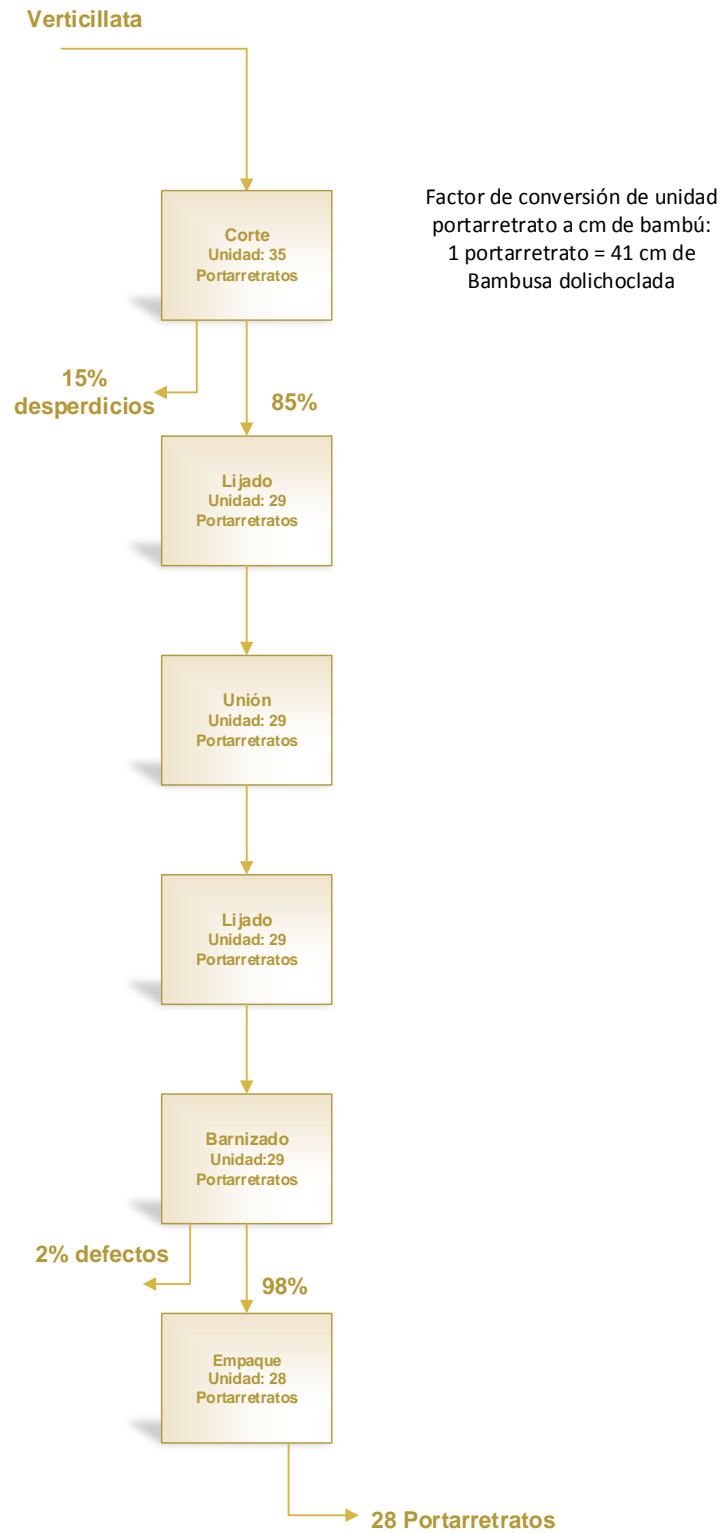 Verticillata
Factor de conversión de unidad
portarretrato a cm de bambú:
1 portarretrato = 41 cm de
Bambusa dolichoclada
Corte
Unidad: 35
Portarretratos
15%
desperdicios
85%
Lijado
Unidad: 29
Portarretratos
Unión
Unidad: 29
Portarretratos
Lijado
Unidad: 29
Portarretratos
Barnizado
Unidad:29
Portarretratos
2% defectos
98%
Empaque
Unidad: 28
Portarretratos
28 Portarretratos